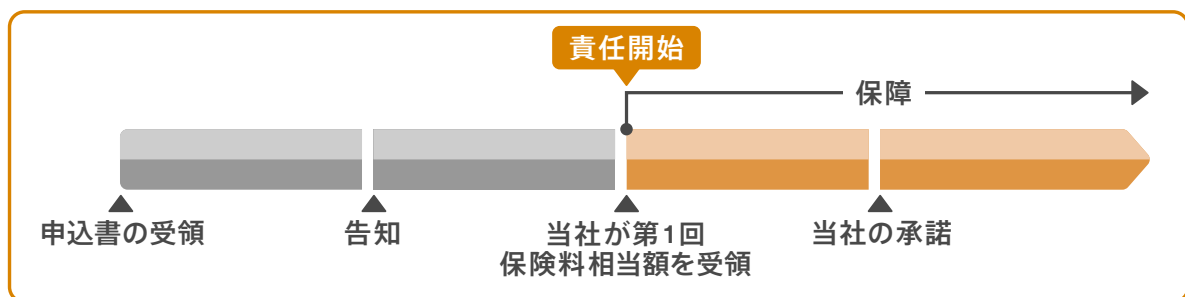 責任開始
保障
申込書の受領
告知
当社が第1回
保険料相当額を受領
当社の承諾